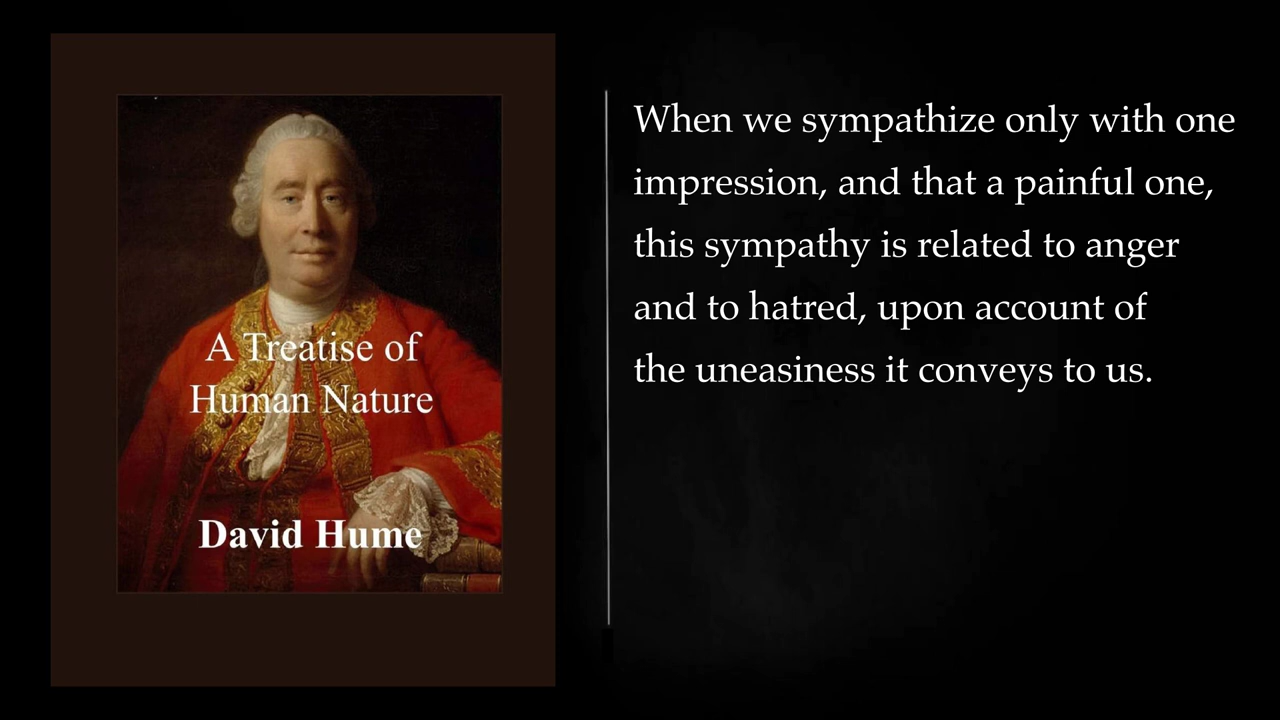 A Treatise of
Human Nature
David Hume
When we sympathize only with one
impression, and that a painful one,
this sympathy is related to anger
and to hatred, upon account of
the uneasiness it conveys to us.